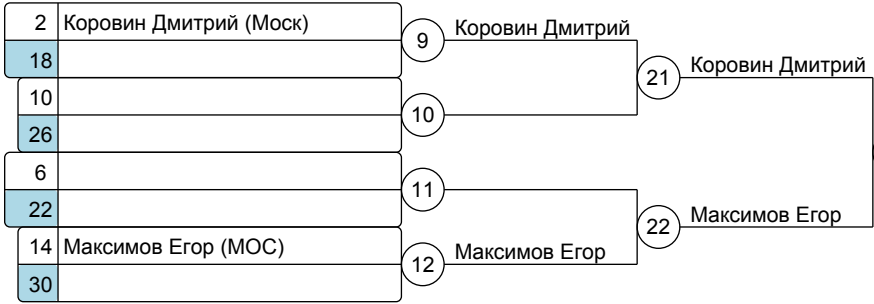 2 Коровин Дмитрий (Моск)
9 Коровин Дмитрий
18
21 Коровин Дмитрий
10
10
26
6
11
22
22 Максимов Егор
14 Максимов Егор (МОС)
12 Максимов Егор
30